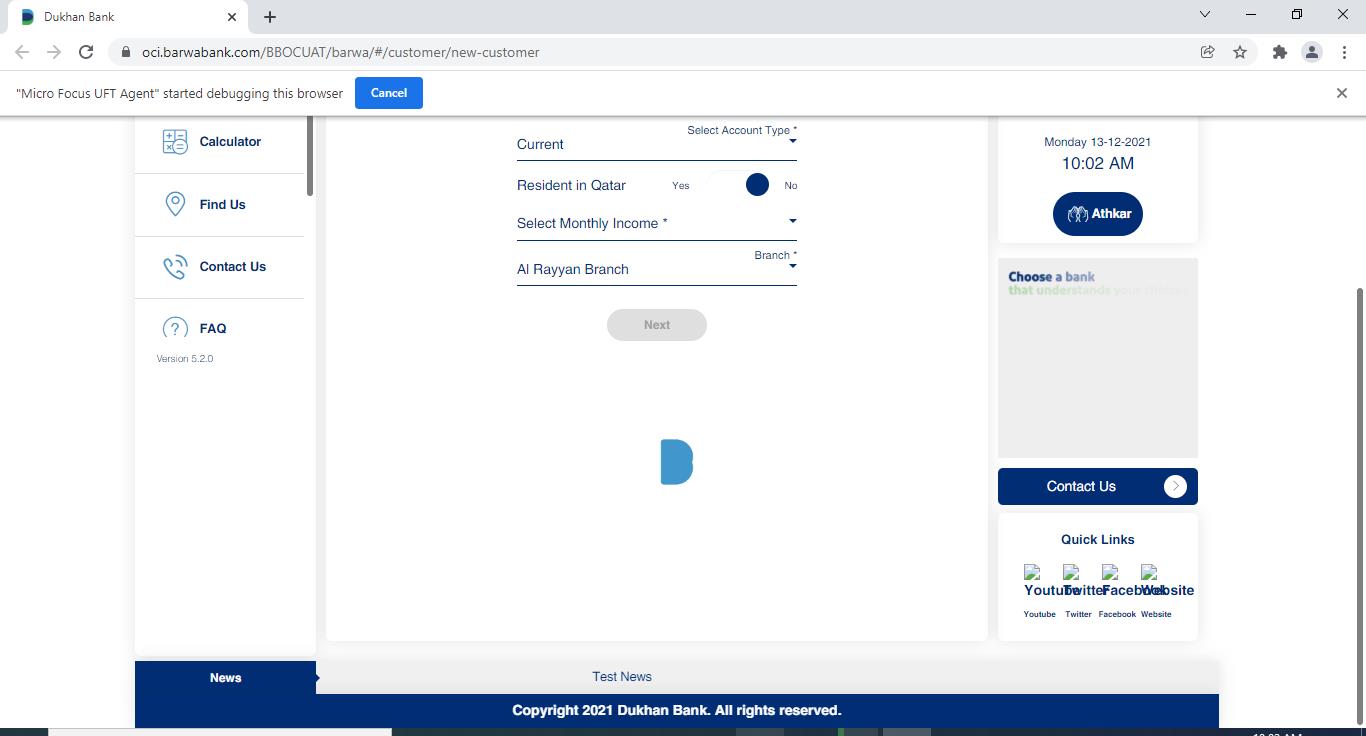 Dukhan Bank
oci.barwabank.com/BBOCUAT/barwa/#/customer/new-customer
"Micro Focus UFT Agent" started debugging this browser
Cancel
Calculator
Find Us
Contact Us
FAQ
Version 5.2.0
Select Account Type *
Current
Resident in Qatar Yes No
Select Monthly Income *
Branch *
Al Rayyan Branch
Next
Monday 13-12-2021
10:02 AM
Athkar
Choose a bank
that understands your choices
Contact Us
Quick Links
Youtube Twitter Facebook Website
Youtube Twitter Facebook Website
News
Test News
Copyright 2021 Dukhan Bank. All rights reserved.